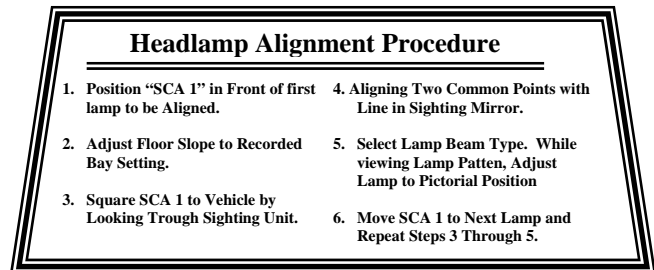 Headlamp Alignment Procedure
1. Position “SCA 1” in Front of first
lamp to be Aligned.
2. Adjust Floor Slope to Recorded
Bay Setting.
3. Square SCA 1 to Vehicle by
Looking Trough Sighting Unit.
4. Aligning Two Common Points with
Line in Sighting Mirror.
5. Select Lamp Beam Type. While
viewing Lamp Patten, Adjust
Lamp to Pictorial Position
6. Move SCA 1 to Next Lamp and
Repeat Steps 3 Through 5.